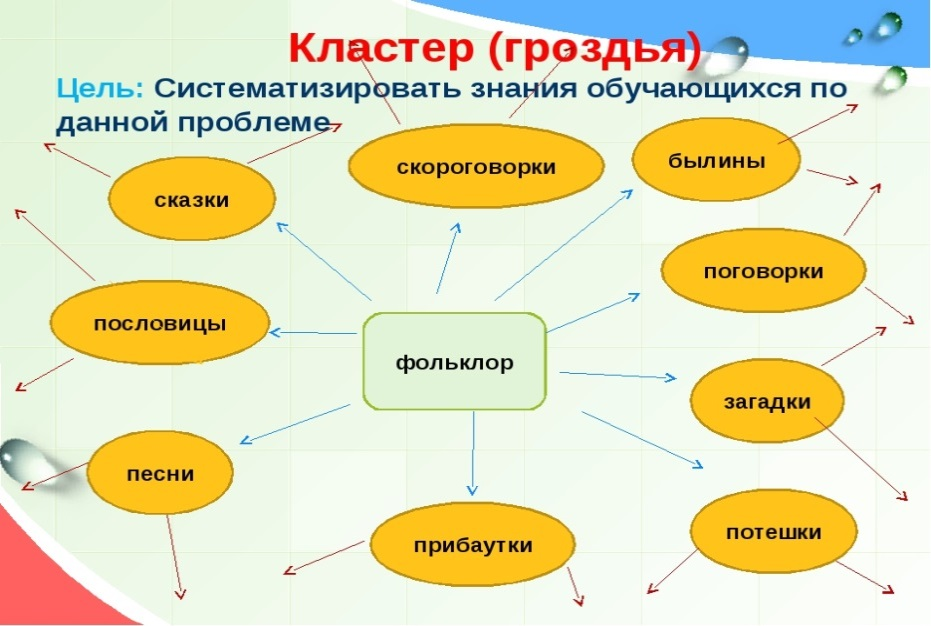 Кластер (гроздья)
Цель: Систематизировать знания обучающихся по
данной проблеме
скороговорки
былины
сказки
поговорки
пословицы
фольклор
загадки
песни
прибаутки
потешки